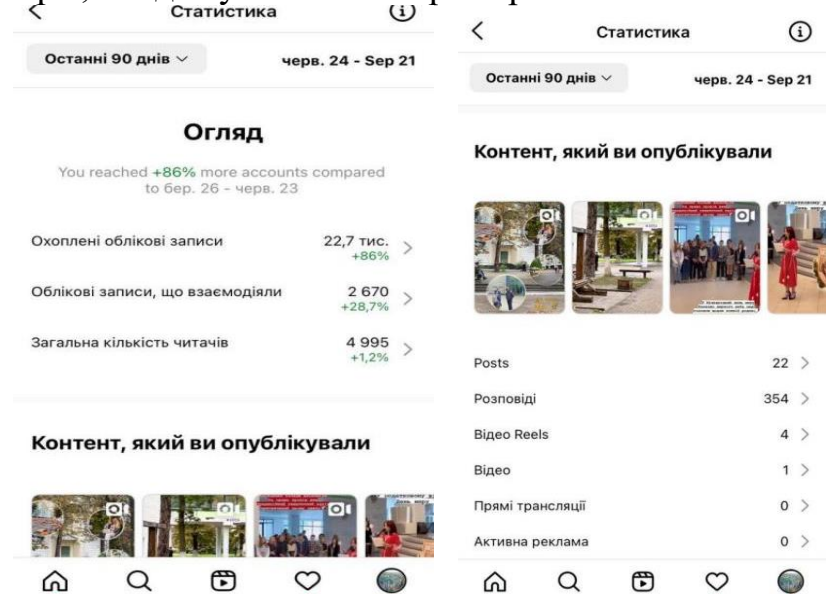 Статистика
Останні 90 днів
черв. 24 - Sep 21
Огляд
You reached +86% more accounts compared
to бер. 26 - черв. 23
Охоплені облікові записи
22,7 тис.
+86%
Облікові записи, що взаємодіяли
2 670
+28,7%
Загальна кількість читачів
4 995
+1,2%
Контент, який ви опублікували
Статистика
Останні 90 днів
черв. 24 - Sep 21
Контент, який ви опублікували
Posts
22
Розповіді
354
Відео Reels
4
Відео
1
Прямі трансляції
0
Активна реклама
0